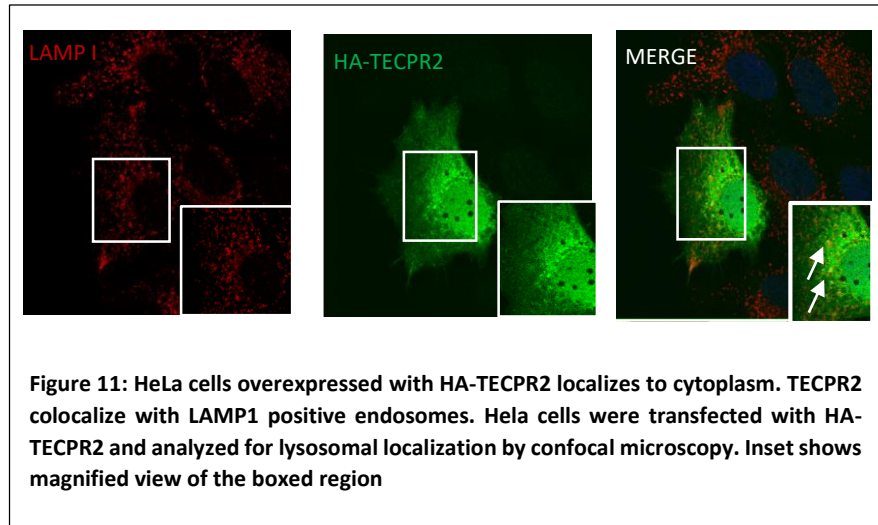 LAMP I
HA-TECPR2
MERGE
Figure 11: HeLa cells overexpressed with HA-TECPR2 localizes to cytoplasm. TECPR2
colocalize with LAMP1 positive endosomes. Hela cells were transfected with HA-
TECPR2 and analyzed for lysosomal localization by confocal microscopy. Inset shows
magnified view of the boxed region